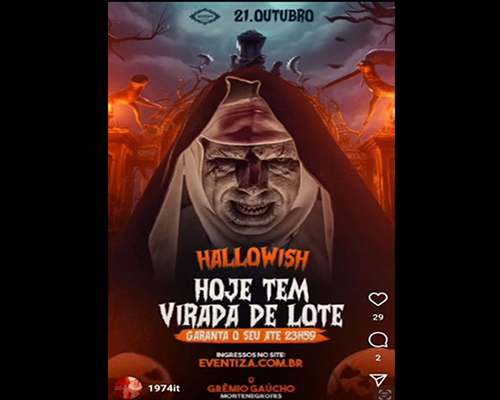 21.OUTUBRO
HALLOWISH
HOJE TEM
VIRADA DE LOTE
GARANTA O SEU ATE 23H59
INGRESSOS NO SITE:
EVENTIZA.COM.BR
GRÊMIO GAÚCHO
MONTENEGRO/RS
29
2
1974it